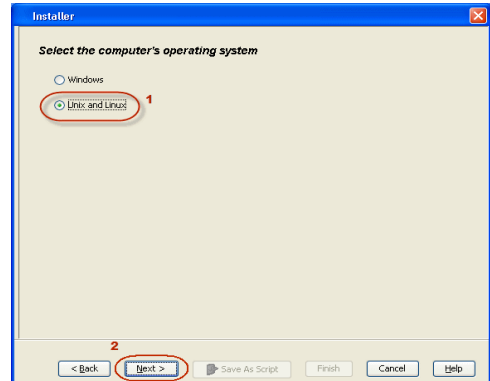 Installer
Select the computer's operating system
Windows
Unix and Linux
1
2
< Back
Next >
Save As Script
Finish
Cancel
Help